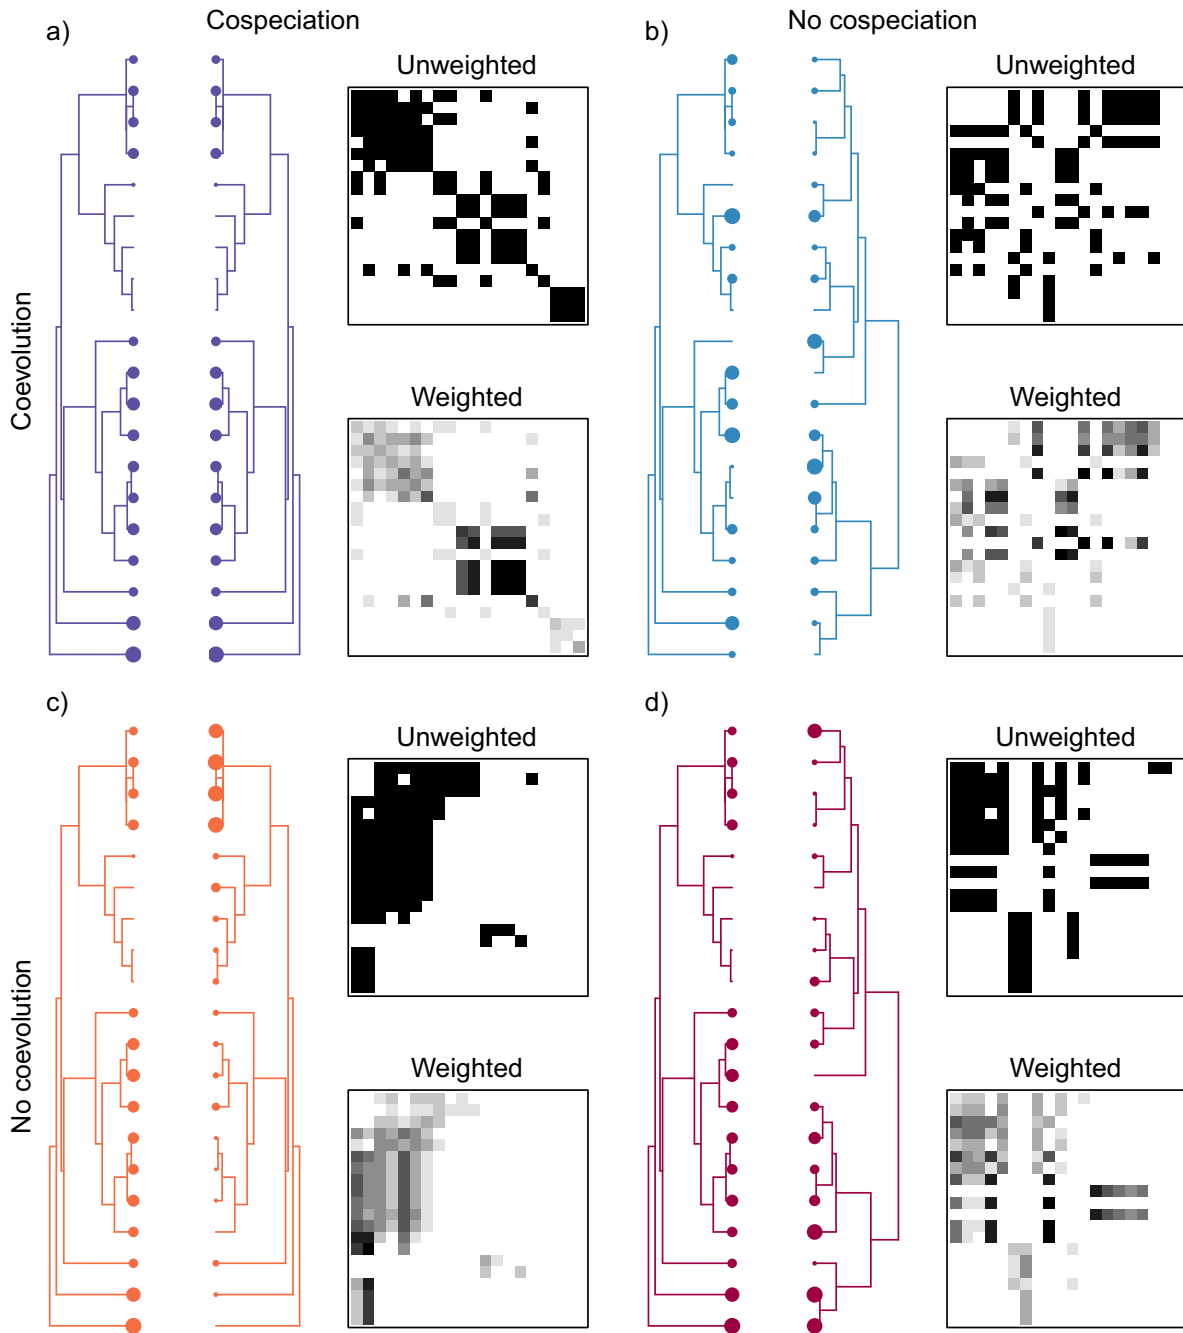 Cospeciation
No cospeciation
a)
b)
Unweighted
Unweighted
Coevolution
Weighted
Weighted
c)
d)
Unweighted
Unweighted
No coevolution
Weighted
Weighted